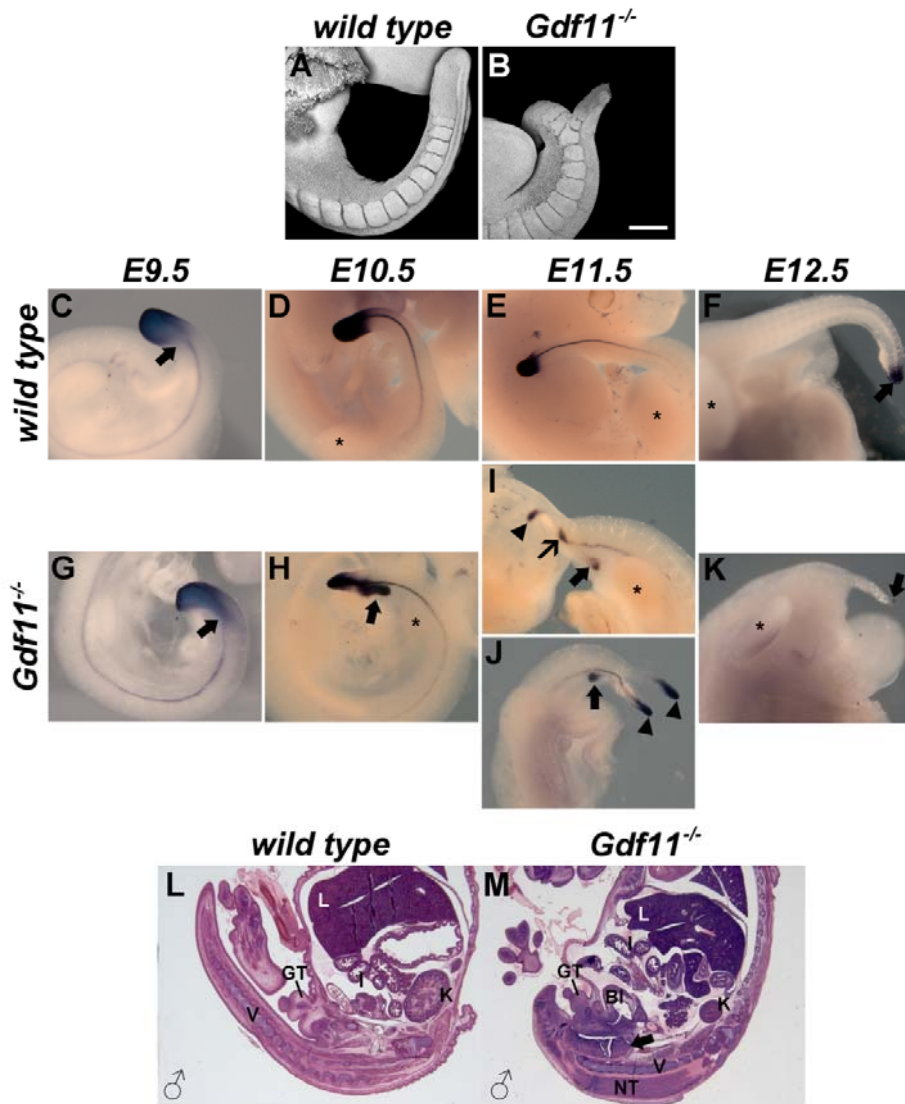 wild type Gdf11-/-
A B
E9.5 E10.5 E11.5 E12.5
wild type
C D E F
* * *
I
*
Gdf11-/-
G H K
* *
J
wild type Gdf11-/-
L M
L L
I I
GT GT
BI
K K
V V
NT
♂ ♂